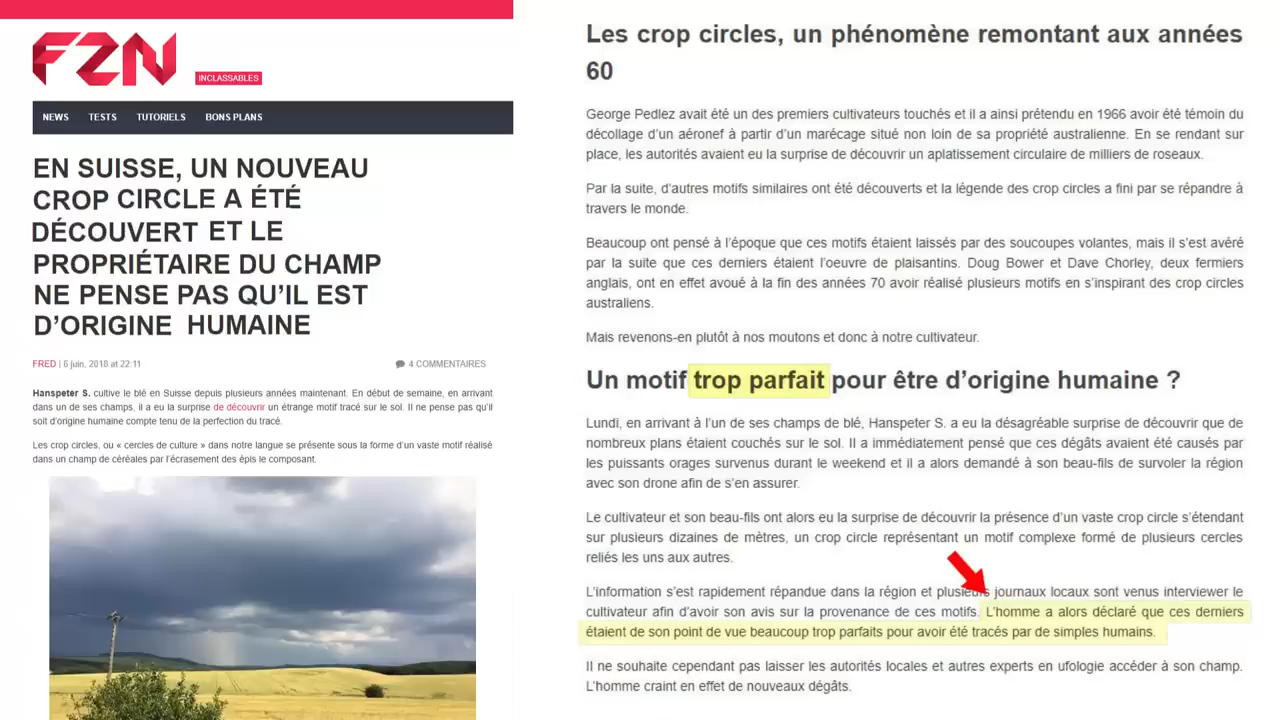 FZN
INCLASSABLES
NEWS TESTS TUTORIELS BONS PLANS
EN SUISSE, UN NOUVEAU
CROP CIRCLE A ÉTÉ
DÉCOUVERT ET LE
PROPRIÉTAIRE DU CHAMP
NE PENSE PAS QU’IL EST
D’ORIGINE HUMAINE
FRED | 6 juin, 2018 at 22:11 4 COMMENTAIRES
Hanspeter S. cultive le blé en Suisse depuis plusieurs années maintenant. En début de semaine, en arrivant
dans un de ses champs, il a eu la surprise de découvrir un étrange motif tracé sur le sol. Il ne pense pas qu’il
soit d’origine humaine compte tenu de la perfection du tracé.
Les crop circles, ou « cercles de culture » dans notre langue se présente sous la forme d’un vaste motif réalisé
dans un champ de céréales par l’écrasement des épis le composant.
Les crop circles, un phénomène remontant aux années
60
George Pedlez avait été un des premiers cultivateurs touchés et il a ainsi prétendu en 1966 avoir été témoin du
décollage d’un aéronef à partir d’un marécage situé non loin de sa propriété australienne. En se rendant sur
place, les autorités avaient eu la surprise de découvrir un aplatissement circulaire de milliers de roseaux.
Par la suite, d’autres motifs similaires ont été découverts et la légende des crop circles a fini par se répandre à
travers le monde.
Beaucoup ont pensé à l’époque que ces motifs étaient laissés par des soucoupes volantes, mais il s’est avéré
par la suite que ces derniers étaient l’oeuvre de plaisantins. Doug Bower et Dave Chorley, deux fermiers
anglais, ont en effet avoué à la fin des années 70 avoir réalisé plusieurs motifs en s’inspirant des crop circles
australiens.
Mais revenons-en plutôt à nos moutons et donc à notre cultivateur.
Un motif trop parfait pour être d’origine humaine ?
Lundi, en arrivant à l’un de ses champs de blé, Hanspeter S. a eu la désagréable surprise de découvrir que de
nombreux plans étaient couchés sur le sol. Il a immédiatement pensé que ces dégâts avaient été causés par
les puissants orages survenus durant le weekend et il a alors demandé à son beau-fils de survoler la région
avec son drone afin de s’en assurer.
Le cultivateur et son beau-fils ont alors eu la surprise de découvrir la présence d’un vaste crop circle s’étendant
sur plusieurs dizaines de mètres, un crop circle représentant un motif complexe formé de plusieurs cercles
reliés les uns aux autres.
L’information s’est rapidement répandue dans la région et plusieurs journaux locaux sont venus interviewer le
cultivateur afin d’avoir son avis sur la provenance de ces motifs. L’homme a alors déclaré que ces derniers
étaient de son point de vue beaucoup trop parfaits pour avoir été tracés par de simples humains.
Il ne souhaite cependant pas laisser les autorités locales et autres experts en ufologie accéder à son champ.
L’homme craint en effet de nouveaux dégâts.